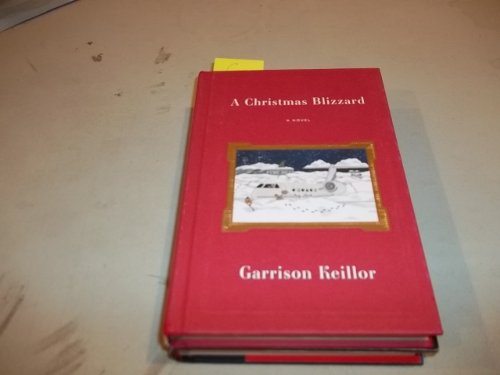 A Christmas Blizzard
A NOVEL
Garrison Keillor